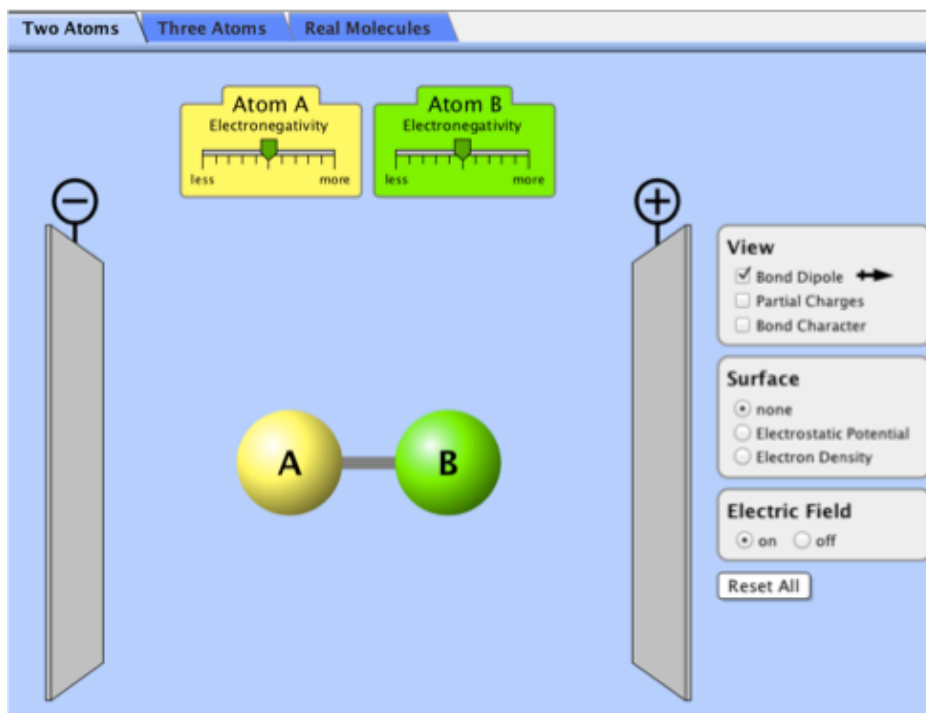 Two Atoms Three Atoms Real Molecules
Atom A
Electronegativity
less more
Atom B
Electronegativity
less more
−
+
View
Bond Dipole
Partial Charges
Bond Character
Surface
none
Electrostatic Potential
Electron Density
Electric Field
on off
Reset All
A B